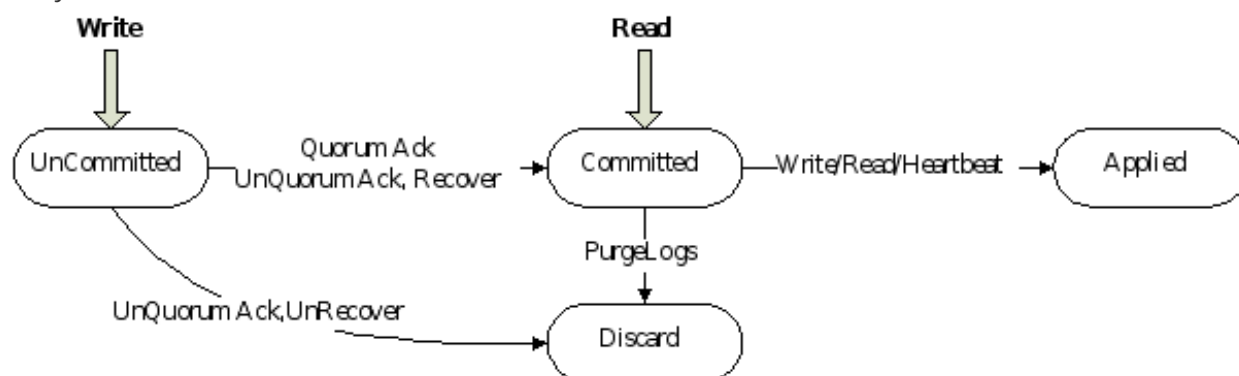 Write
Read
UnCommitted
Quorum Ack
UnQuorum Ack, Recover
Committed
Write/Read/Heartbeat
Applied
PurgeLogs
UnQuorum Ack,UnRecover
Discard